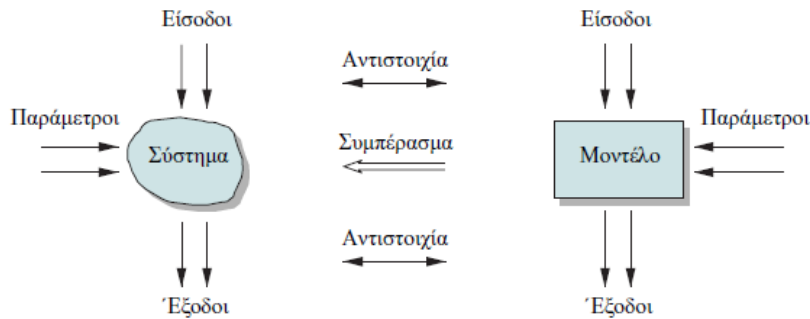 Είσοδοι
Είσοδοι
Αντιστοιχία
Παράμετροι
Παράμετροι
Σύστημα
Συμπέρασμα
Μοντέλο
Αντιστοιχία
Έξοδοι
Έξοδοι